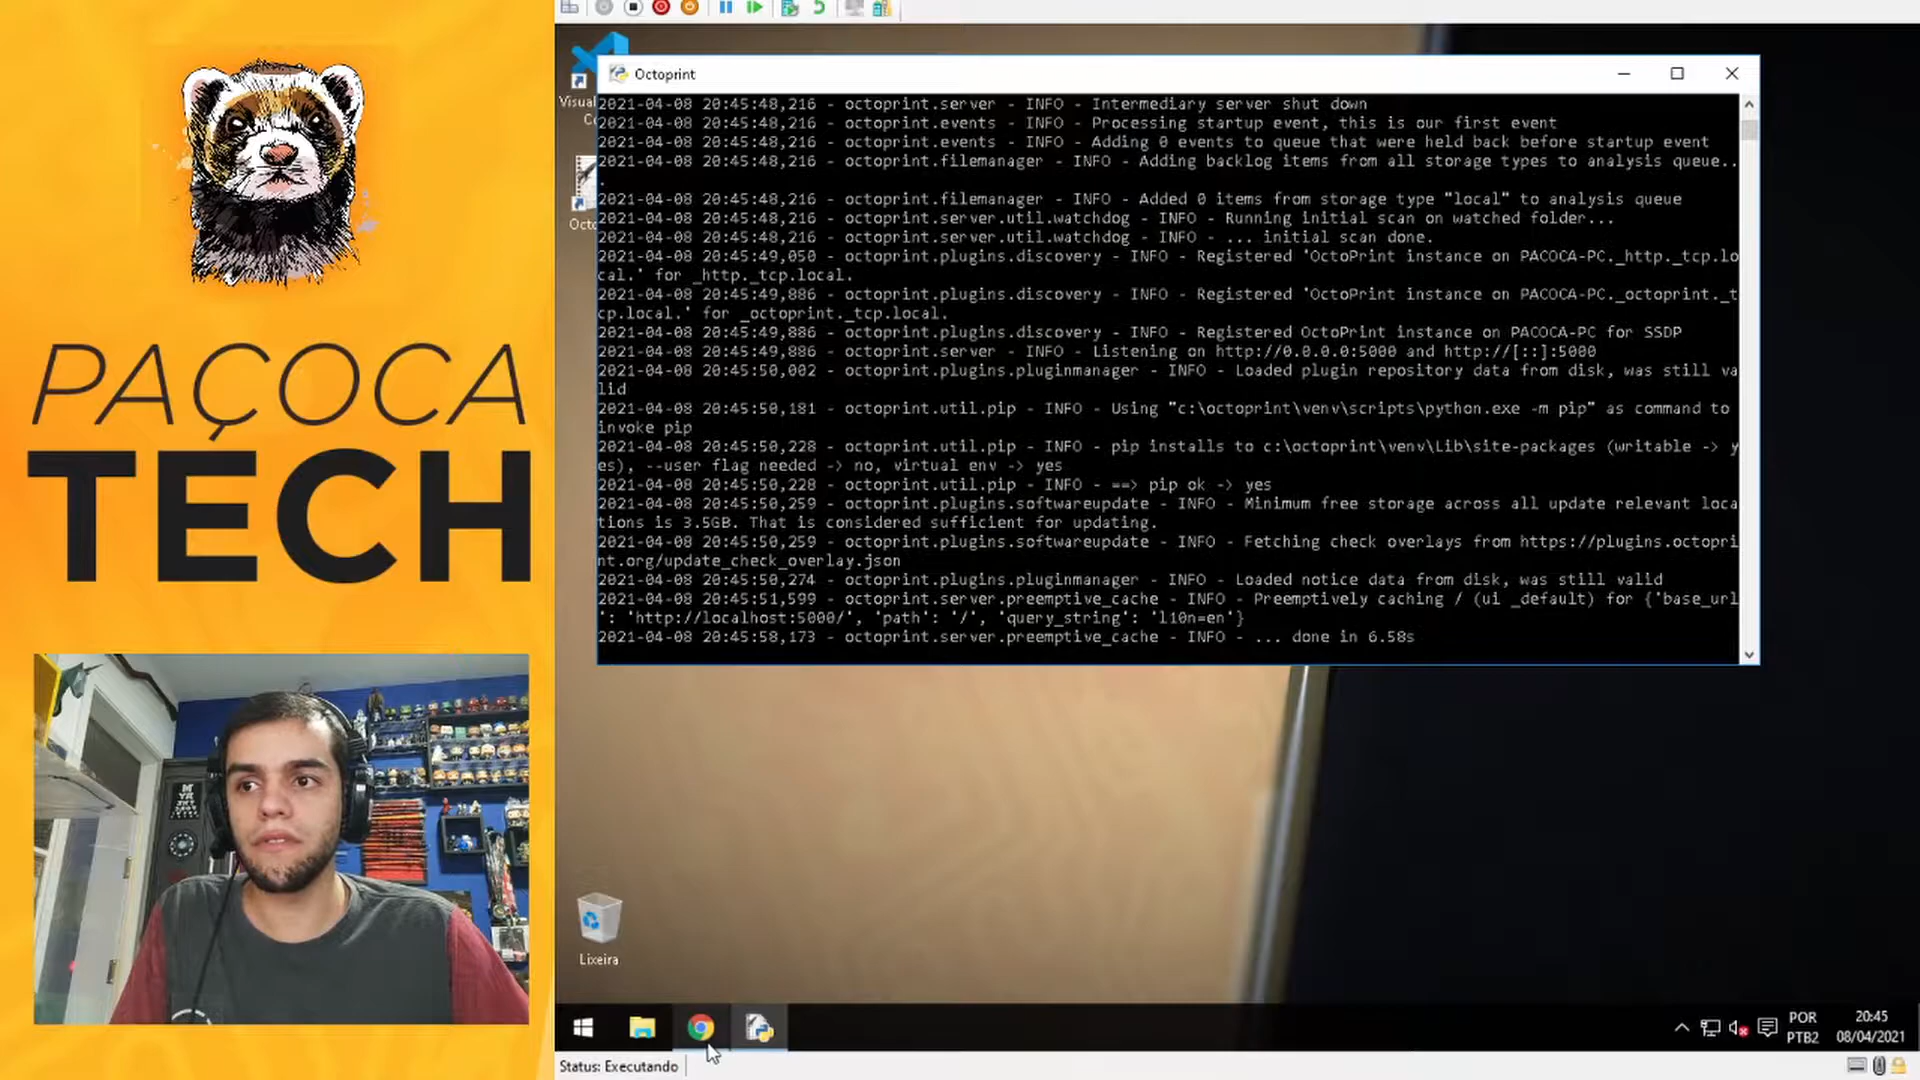 PAÇOCA
TECH
Visual
Octoprint
2021-04-08 20:45:48,216 - octoprint.server - INFO - Intermediary server shut down
2021-04-08 20:45:48,216 - octoprint.events - INFO - Processing startup event, this is our first event
2021-04-08 20:45:48,216 - octoprint.events - INFO - Adding 0 events to queue that were held back before startup event
2021-04-08 20:45:48,216 - octoprint.filemanager - INFO - Adding backlog items from all storage types to analysis queue..
.
2021-04-08 20:45:48,216 - octoprint.filemanager - INFO - Added 0 items from storage type "local" to analysis queue
2021-04-08 20:45:48,216 - octoprint.server.util.watchdog - INFO - Running initial scan on watched folder...
2021-04-08 20:45:48,216 - octoprint.server.util.watchdog - INFO - ... initial scan done.
2021-04-08 20:45:49,050 - octoprint.plugins.discovery - INFO - Registered 'OctoPrint instance on PACOCA-PC._http._tcp.lo
cal.' for _http._tcp.local.
2021-04-08 20:45:49,886 - octoprint.plugins.discovery - INFO - Registered 'OctoPrint instance on PACOCA-PC._octoprint._t
cp.local.' for _octoprint._tcp.local.
2021-04-08 20:45:49,886 - octoprint.plugins.discovery - INFO - Registered OctoPrint instance on PACOCA-PC for SSDP
2021-04-08 20:45:49,886 - octoprint.server - INFO - Listening on http://0.0.0.0:5000 and http://[::]:5000
2021-04-08 20:45:50,002 - octoprint.plugins.pluginmanager - INFO - Loaded plugin repository data from disk, was still va
lid
2021-04-08 20:45:50,181 - octoprint.util.pip - INFO - Using "c:\octoprint\venv\scripts\python.exe -m pip" as command to
invoke pip
2021-04-08 20:45:50,228 - octoprint.util.pip - INFO - pip installs to c:\octoprint\venv\Lib\site-packages (writable -> y
es), --user flag needed -> no, virtual env -> yes
2021-04-08 20:45:50,228 - octoprint.util.pip - INFO - ==> pip ok -> yes
2021-04-08 20:45:50,259 - octoprint.plugins.softwareupdate - INFO - Minimum free storage across all update relevant loca
tions is 3.5GB. That is considered sufficient for updating.
2021-04-08 20:45:50,259 - octoprint.plugins.softwareupdate - INFO - Fetching check overlays from https://plugins.octopri
nt.org/update_check_overlay.json
2021-04-08 20:45:50,274 - octoprint.plugins.pluginmanager - INFO - Loaded notice data from disk, was still valid
2021-04-08 20:45:51,599 - octoprint.server.preemptive_cache - INFO - Preemptively caching / (ui _default) for {'base_url
': 'http://localhost:5000/', 'path': '/', 'query_string': 'l10n=en'}
2021-04-08 20:45:58,173 - octoprint.server.preemptive_cache - INFO - ... done in 6.58s
Lixeira
POR
PTB2
20:45
08/04/2021
Status: Executando